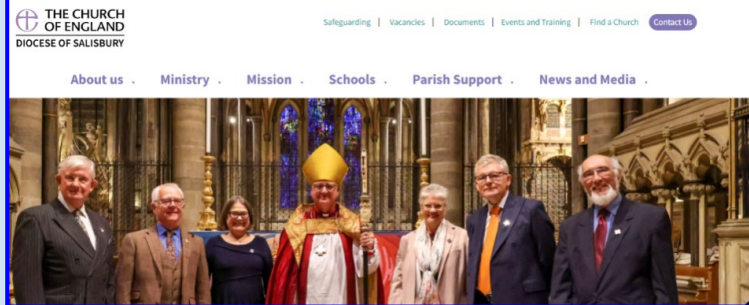 THE CHURCH
OF ENGLAND
DIOCESE OF SALISBURY
Safeguarding | Vacancies | Documents | Events and Training | Find a Church Contact Us
About us Ministry Mission Schools Parish Support News and Media